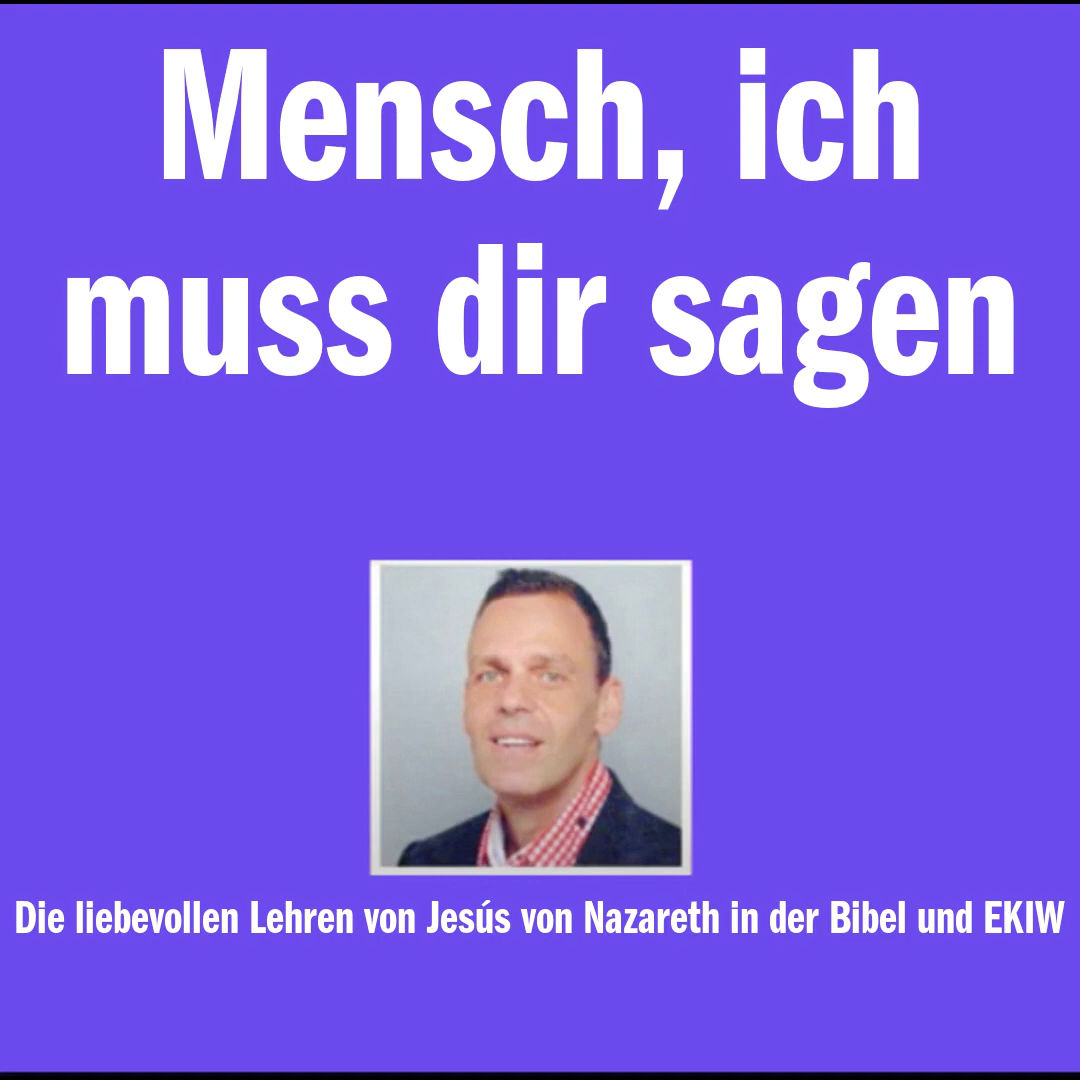 Mensch, ich
muss dir sagen
Die liebevollen Lehren von Jesús von Nazareth in der Bibel und EKIW